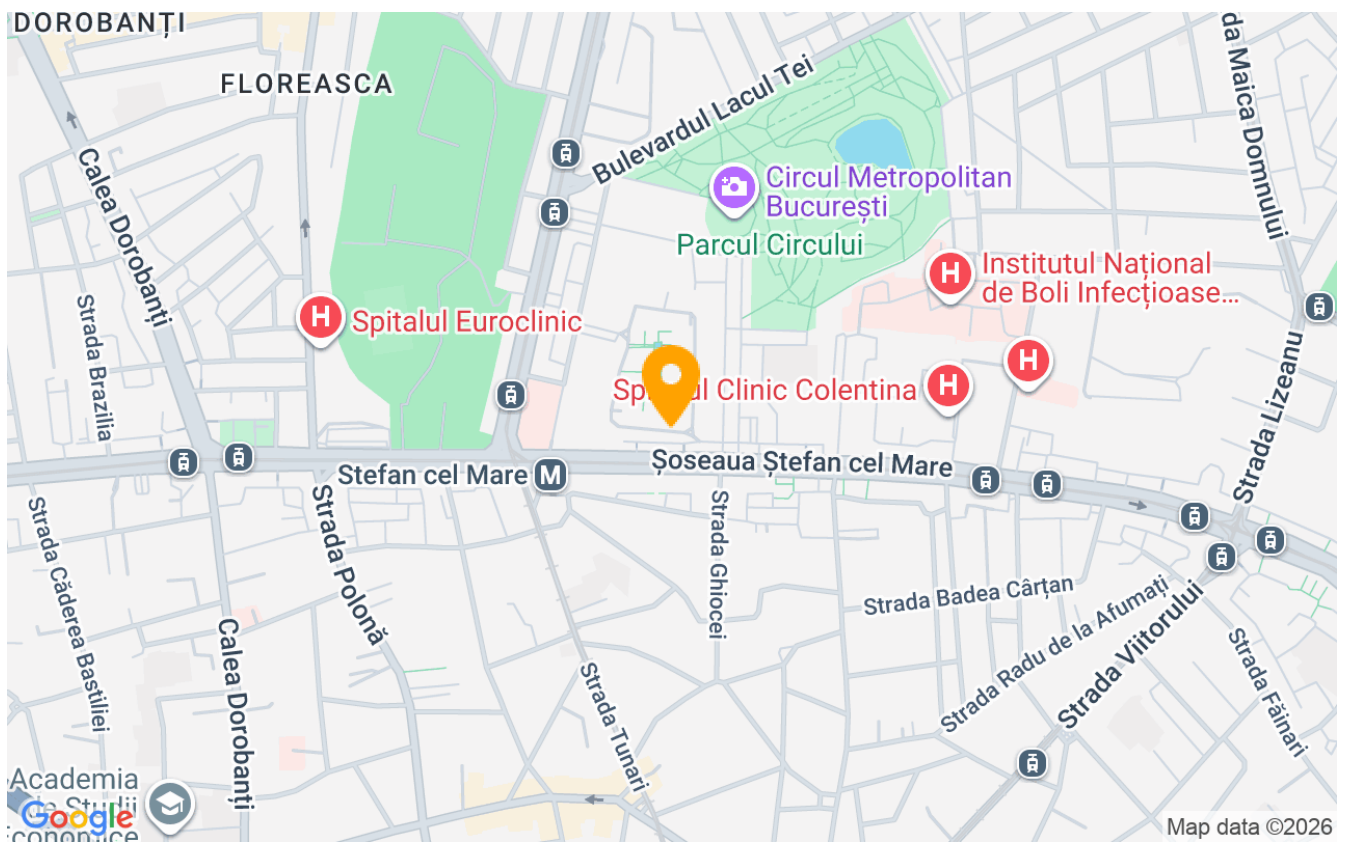 DOROBANȚI
FLOREASCA
Calea Dorobanți
Strada Brazilia
Bulevardul Lacul Tei
Circul Metropolitan
București
Parcul Circului
da Maica Domnului
H
Institutul Național
de Boli Infecțioase...
H
Spitalul Euroclinic
H
Clinic Colentina
H
Strada Lizeanu
Șoseaua Ștefan cel Mare
Stefan cel Mare
M
Strada Căderea Bastiliei
Strada Polonă
Calea Dorobanți
Strada Tunari
Strada Ghiocei
Strada Badea Cârțan
Strada Radu de la Afumați
Strada Viitorului
Strada Făinari
Academia
de Studii
Economice
Google
Map data ©2026